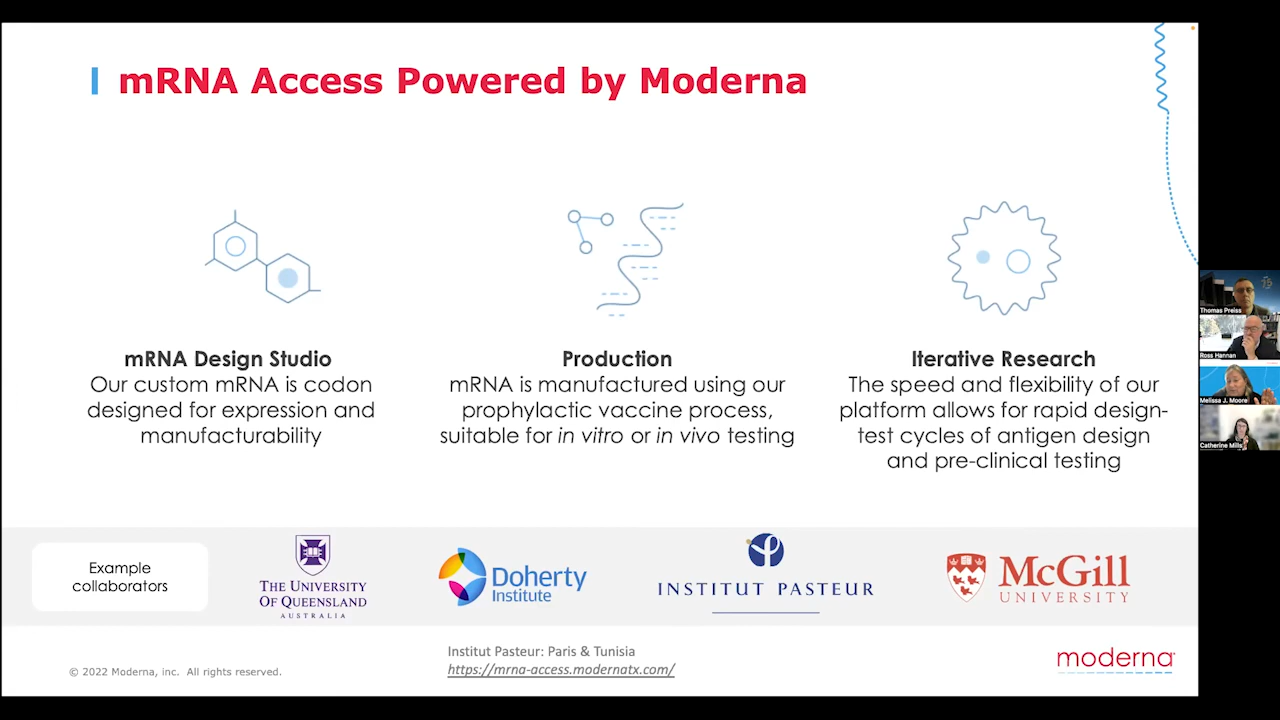 mRNA Access Powered by Moderna
mRNA Design Studio
Our custom mRNA is codon
designed for expression and
manufacturability
Production
mRNA is manufactured using our
prophylactic vaccine process,
suitable for in vitro or in vivo testing
Iterative Research
The speed and flexibility of our
platform allows for rapid design-
test cycles of antigen design
and pre-clinical testing
Example
collaborators
THE UNIVERSITY
OF QUEENSLAND
AUSTRALIA
Doherty
Institute
INSTITUT PASTEUR
McGill
UNIVERSITY
Institut Pasteur: Paris & Tunisia
https://mrna-access.modernatx.com/
© 2022 Moderna, inc. All rights reserved.
moderna
Thomas Preiss
Ross Hannan
Melissa J. Moore
Catherine Mills